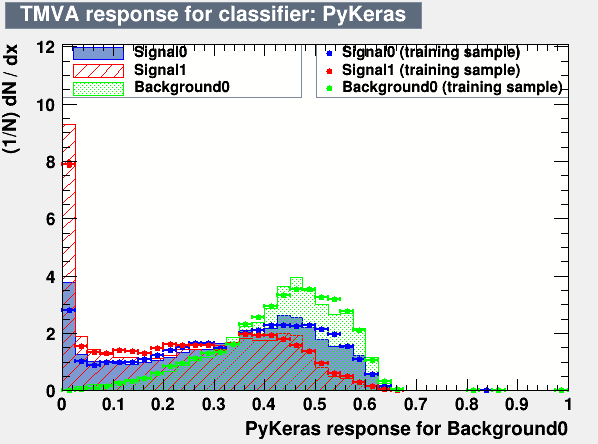 TMVA response for classifier: PyKeras
(1/N) dN / dx
12
10
8
6
4
2
0
Signal0
Signal1
Background0
Signal0 (training sample)
Signal1 (training sample)
Background0 (training sample)
0 0.1 0.2 0.3 0.4 0.5 0.6 0.7 0.8 0.9 1
PyKeras response for Background0